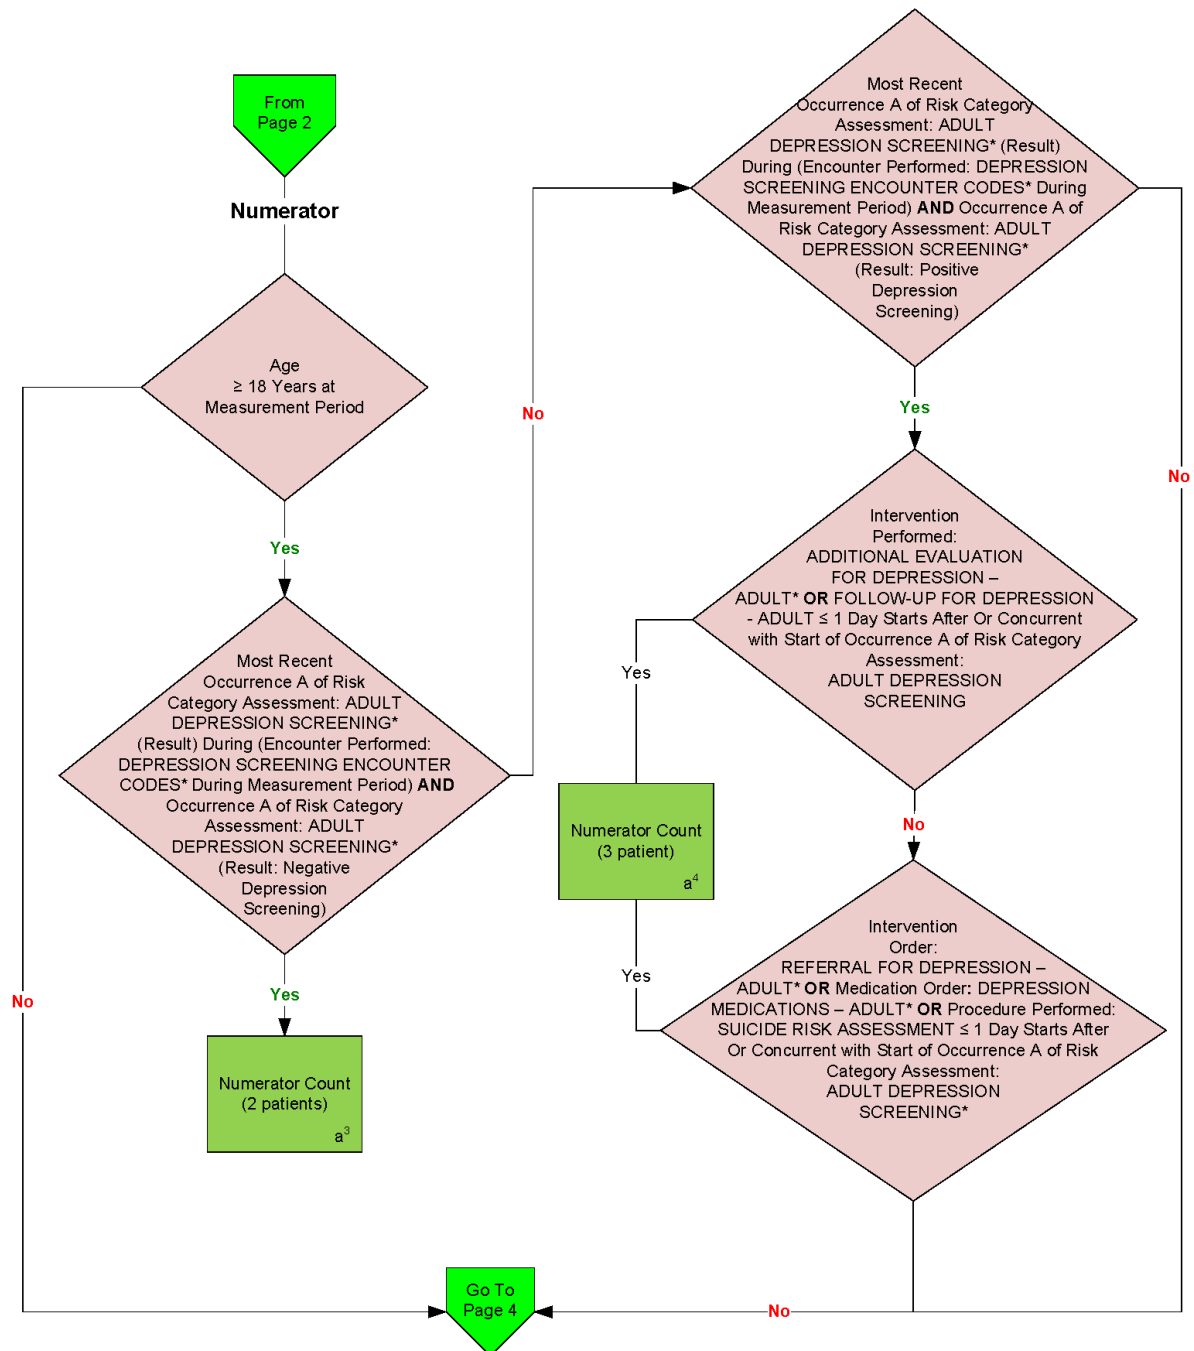 From
Page 2
Numerator
Age
≥ 18 Years at
Measurement Period
Yes
Most Recent
Occurrence A of Risk
Category Assessment: ADULT
DEPRESSION SCREENING*
(Result) During (Encounter Performed:
DEPRESSION SCREENING ENCOUNTER
CODES* During Measurement Period) AND
Occurrence A of Risk Category
Assessment: ADULT
DEPRESSION SCREENING*
(Result: Negative
Depression
Screening)
No
Yes
No
Numerator Count
(2 patients)
a³
Most Recent
Occurrence A of Risk Category
Assessment: ADULT
DEPRESSION SCREENING* (Result)
During (Encounter Performed: DEPRESSION
SCREENING ENCOUNTER CODES* During
Measurement Period) AND Occurrence A of
Risk Category Assessment: ADULT
DEPRESSION SCREENING*
(Result: Positive
Depression
Screening)
Yes
No
Intervention
Performed:
ADDITIONAL EVALUATION
FOR DEPRESSION –
ADULT* OR FOLLOW-UP FOR DEPRESSION
- ADULT ≤ 1 Day Starts After Or Concurrent
with Start of Occurrence A of Risk Category
Assessment:
ADULT DEPRESSION
SCREENING
Yes
Numerator Count
(3 patient)
a⁴
No
Yes
Intervention
Order:
REFERRAL FOR DEPRESSION –
ADULT* OR Medication Order: DEPRESSION
MEDICATIONS – ADULT* OR Procedure Performed:
SUICIDE RISK ASSESSMENT ≤ 1 Day Starts After
Or Concurrent with Start of Occurrence A of Risk
Category Assessment:
ADULT DEPRESSION
SCREENING*
Go To
Page 4
No